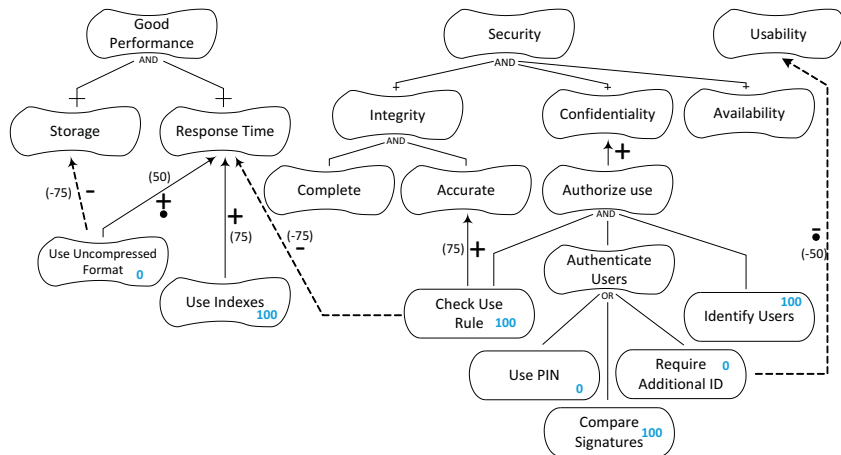 Good
Performance
AND
Security
AND
Usability
Storage
Response Time
Integrity
AND
Confidentiality
Availability
Complete
Accurate
Authorize use
AND
(-75) -
(50)
+
(75)
(-75)
-
(75) +
+
-
(-50)
Use Uncompressed
Format 0
Use Indexes
100
Check Use
Rule 100
Authenticate
Users
OR
100
Identify Users
Use PIN
0
Require 0
Additional ID
Compare
Signatures 100